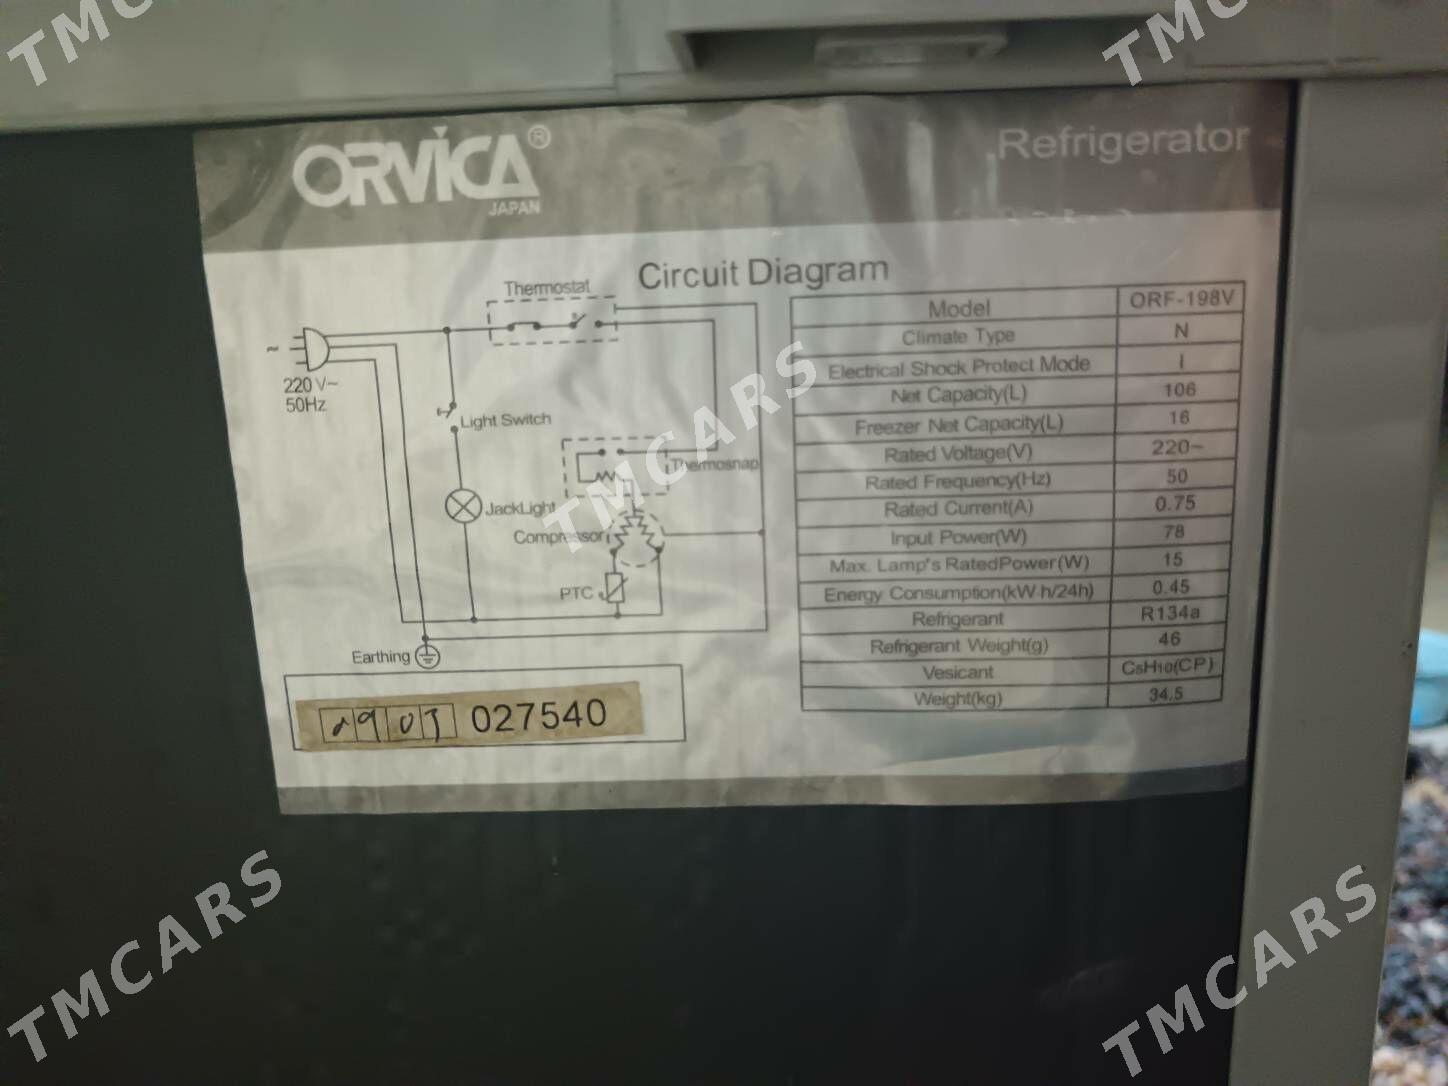 TMCARS
TMCARS
ORVICA®
JAPAN
Refrigerator
Circuit Diagram
Thermostat
~
220 V~
50Hz
Light Switch
Thermosnap
JackLight
Compressor
PTC
Earthing
027540
Model ORF-198V
Climate Type N
Electrical Shock Protect Mode I
Net Capacity(L) 106
Freezer Net Capacity(L) 16
Rated Voltage(V) 220~
Rated Frequency(Hz) 50
Rated Current(A) 0.75
Input Power(W) 78
Max. Lamp's RatedPower(W) 15
Energy Consumption(kW·h/24h) 0.45
Refrigerant R134a
Refrigerant Weight(g) 46
Vesicant C5H10(CP)
Weight(kg) 34.5
TMCARS
TMCARS
TMCARS